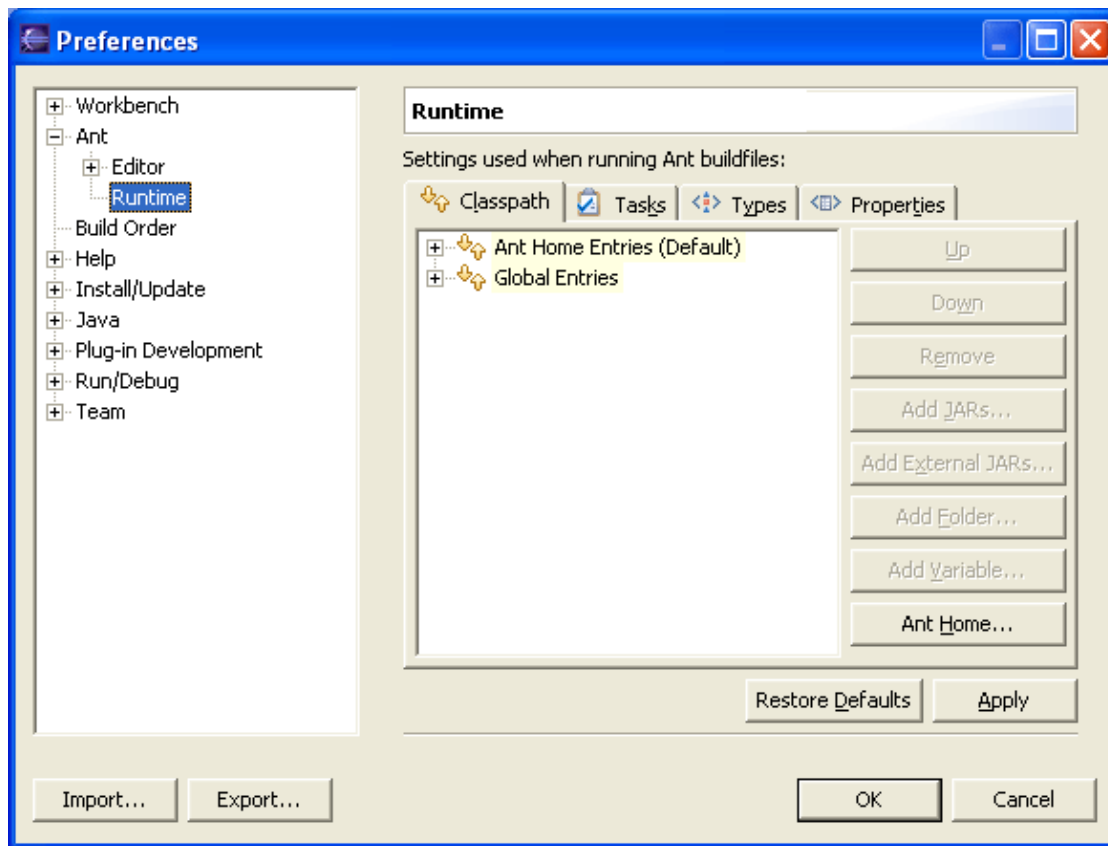 Preferences
Workbench
Ant
Editor
Runtime
Build Order
Help
Install/Update
Java
Plug-in Development
Run/Debug
Team
Runtime
Settings used when running Ant buildfiles:
Classpath Tasks Types Properties
Ant Home Entries (Default)
Global Entries
Up
Down
Remove
Add JARs...
Add External JARs...
Add Folder...
Add Variable...
Ant Home...
Restore Defaults Apply
Import... Export... OK Cancel